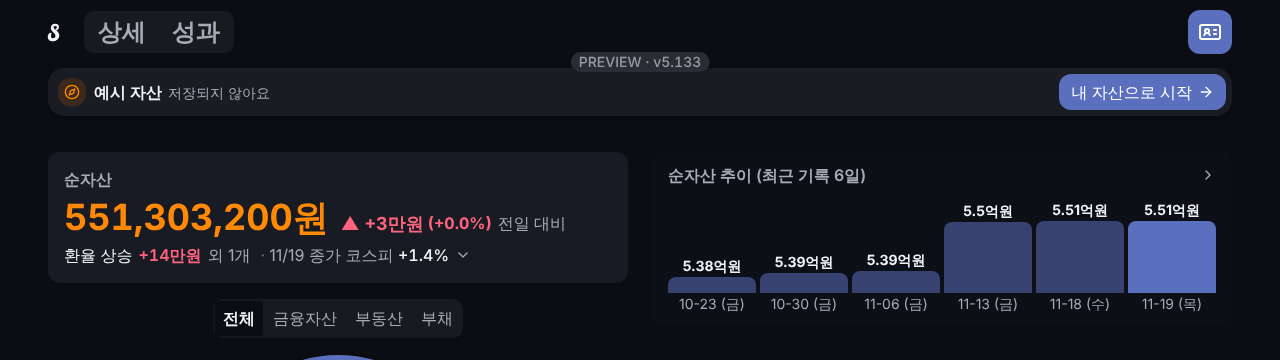 S 상세 성과
PREVIEW · v5.133
예시 자산 저장되지 않아요
내 자산으로 시작 →
순자산
551,303,200원 ▲ +3만원 (+0.0%) 전일 대비
환율 상승 +14만원 외 1개 · 11/19 종가 코스피 +1.4%
전체 금융자산 부동산 부채
순자산 추이 (최근 기록 6일)
5.38억원 5.39억원 5.39억원 5.5억원 5.51억원 5.51억원
10-23 (금) 10-30 (금) 11-06 (금) 11-13 (금) 11-18 (수) 11-19 (목)